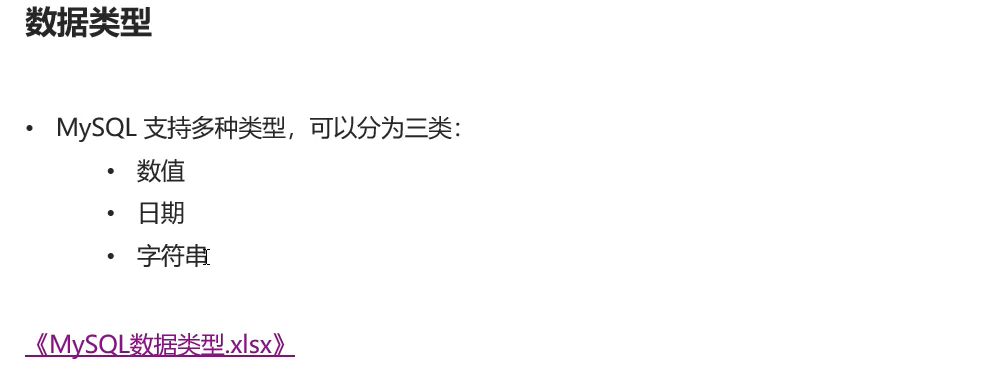 数据类型
• MySQL 支持多种类型，可以分为三类：
• 数值
• 日期
• 字符串
《MySQL数据类型.xlsx》